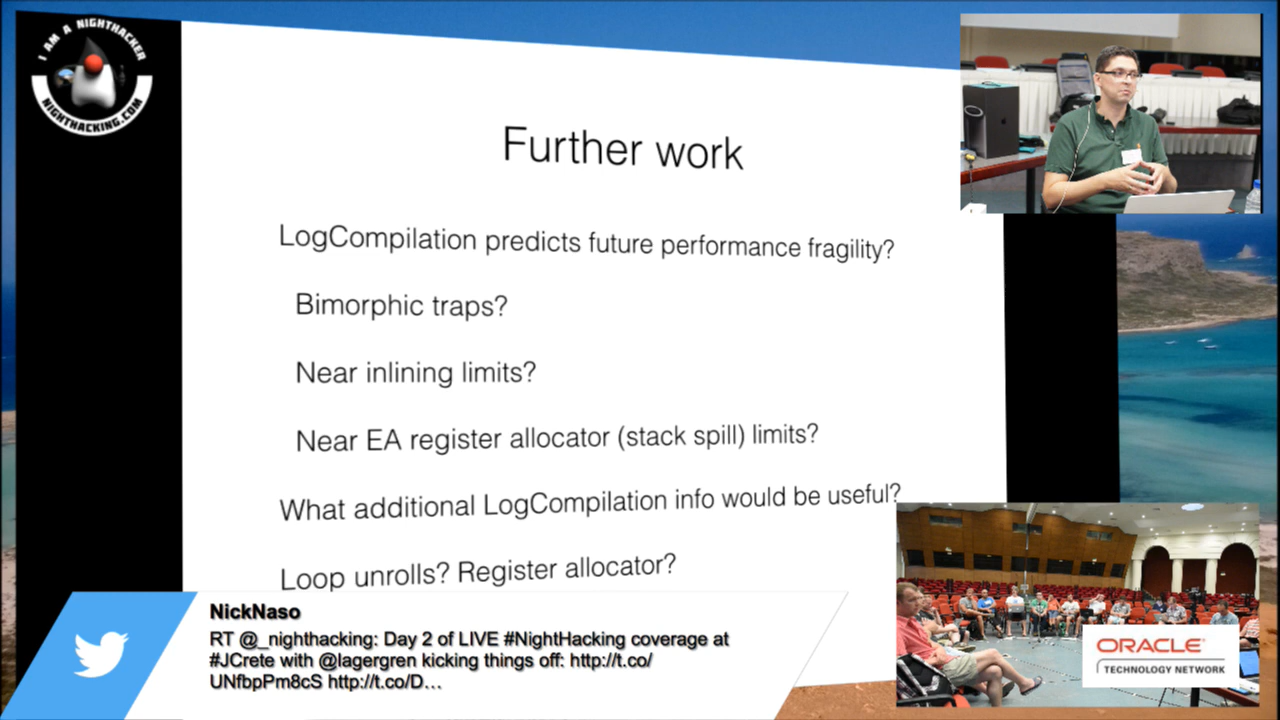 I AM A NIGHTHACKER
NIGHTHACKING.COM
Further work
LogCompilation predicts future performance fragility?
Bimorphic traps?
Near inlining limits?
Near EA register allocator (stack spill) limits?
What additional LogCompilation info would be useful?
Loop unrolls? Register allocator?
NickNaso
RT @_nighthacking: Day 2 of LIVE #NightHacking coverage at
#JCrete with @lagergren kicking things off: http://t.co/
UNfbpPm8cS http://t.co/D…
ORACLE
TECHNOLOGY NETWORK